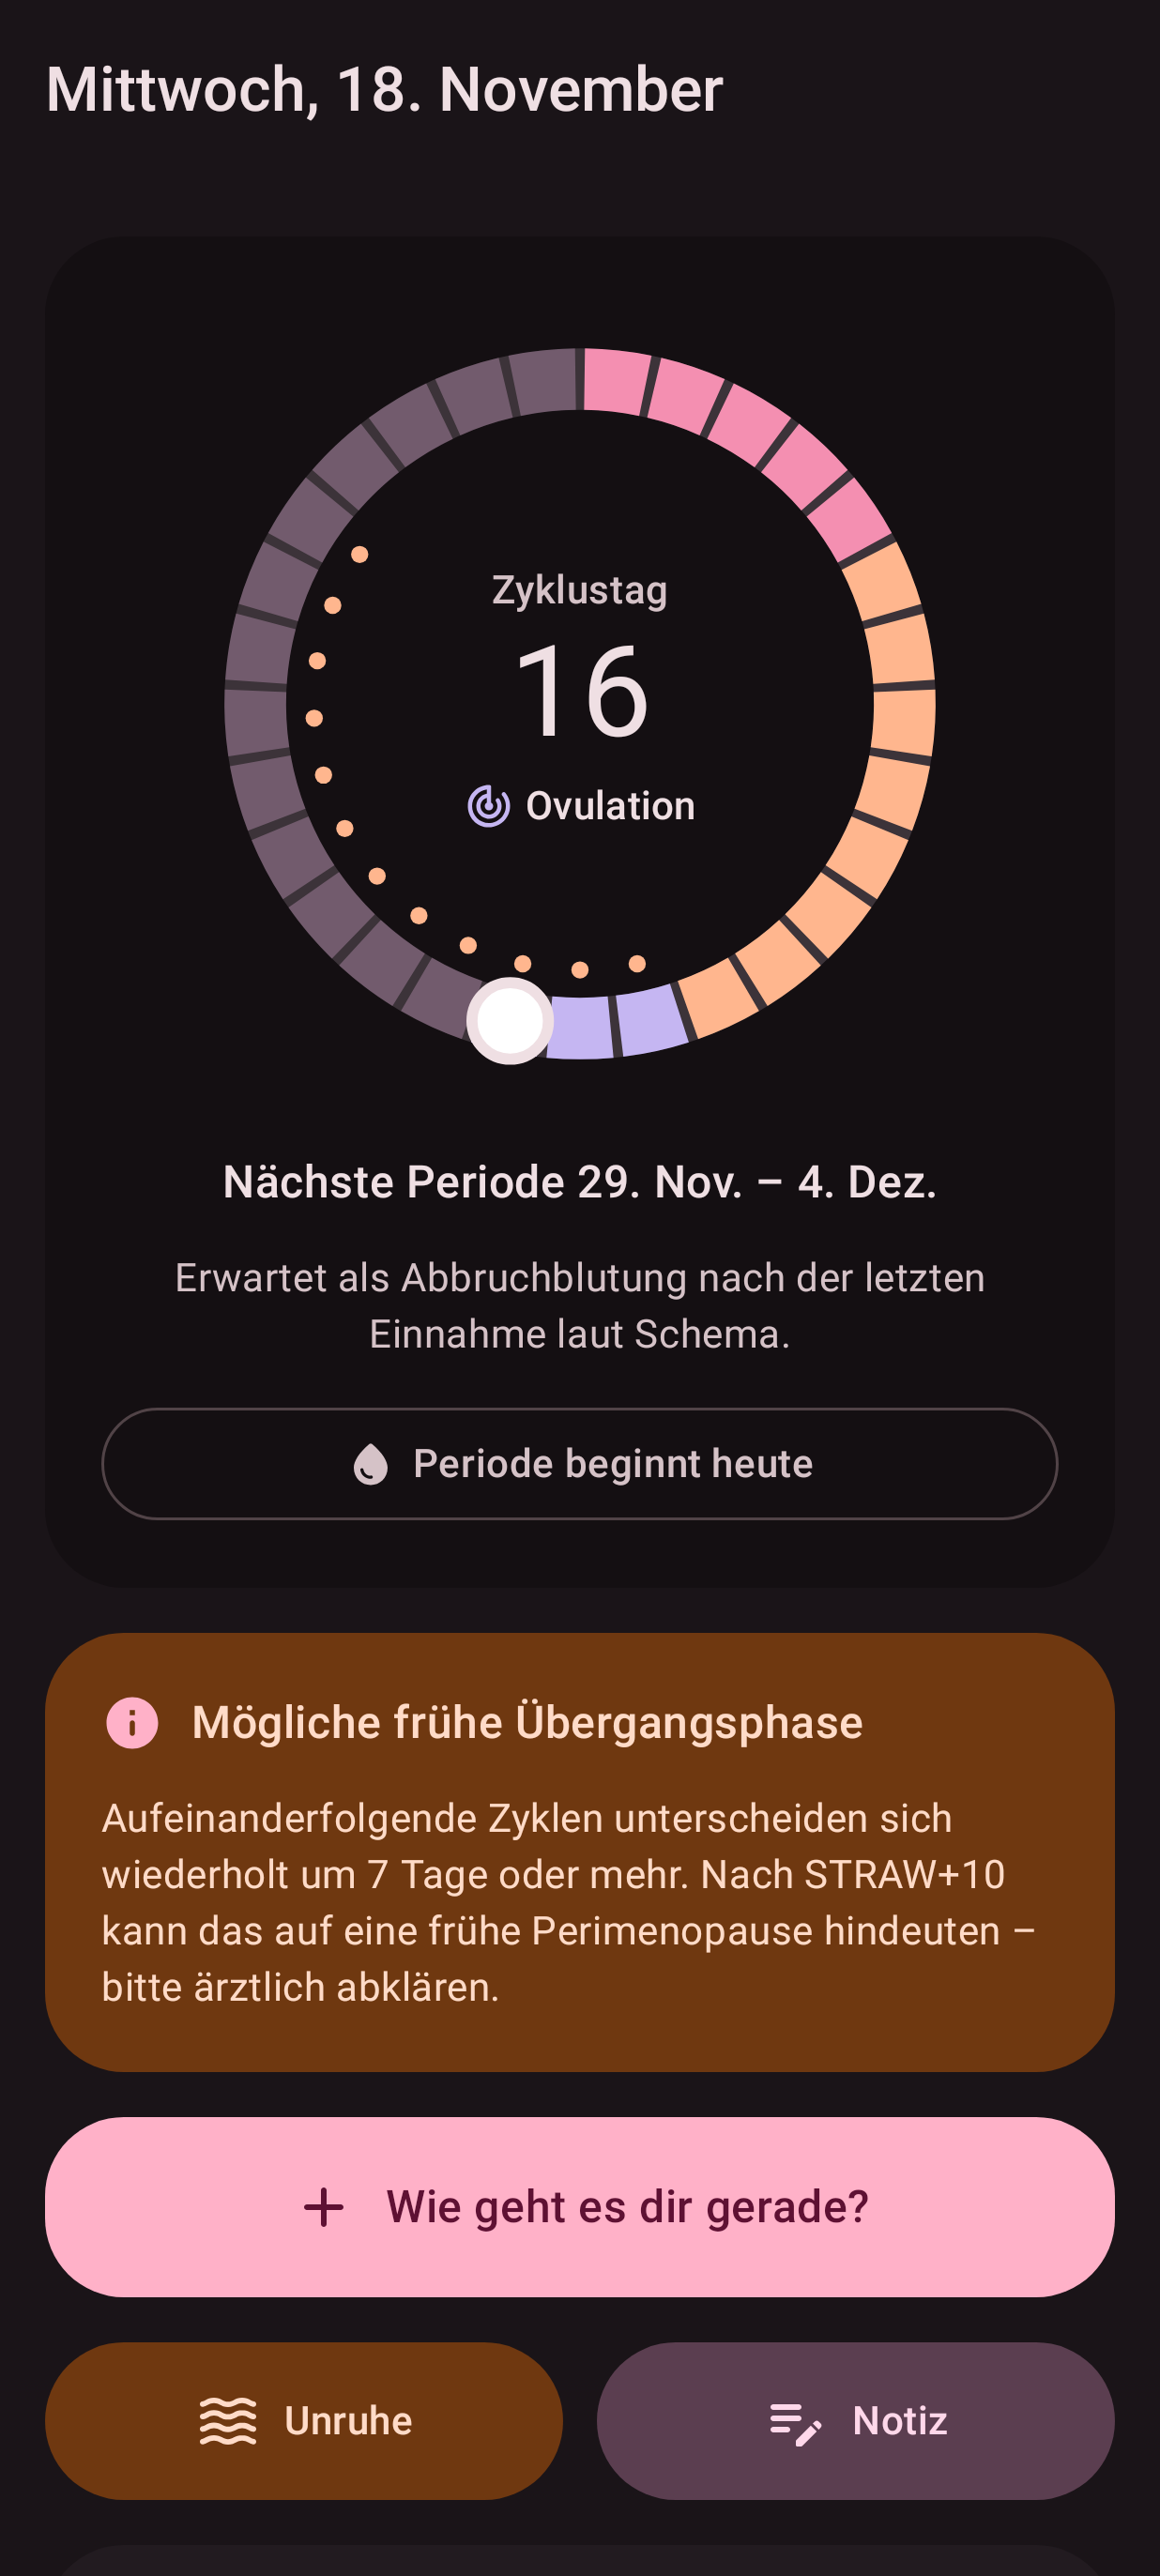 Mittwoch, 18. November
Zyklustag
16
Ovulation
Nächste Periode 29. Nov. – 4. Dez.
Erwartet als Abbruchblutung nach der letzten
Einnahme laut Schema.
Periode beginnt heute
Mögliche frühe Übergangsphase
Aufeinanderfolgende Zyklen unterscheiden sich
wiederholt um 7 Tage oder mehr. Nach STRAW+10
kann das auf eine frühe Perimenopause hindeuten –
bitte ärztlich abklären.
Wie geht es dir gerade?
Unruhe
Notiz